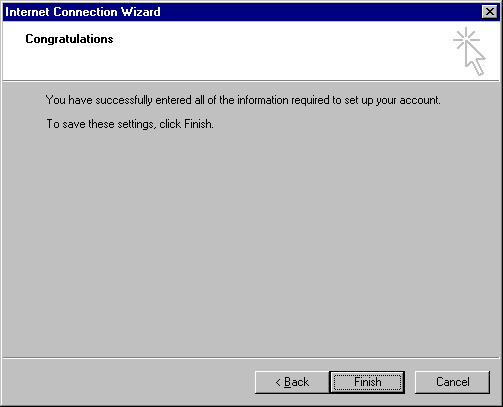 Internet Connection Wizard
Congratulations
You have successfully entered all of the information required to set up your account.
To save these settings, click Finish.
< Back Finish Cancel